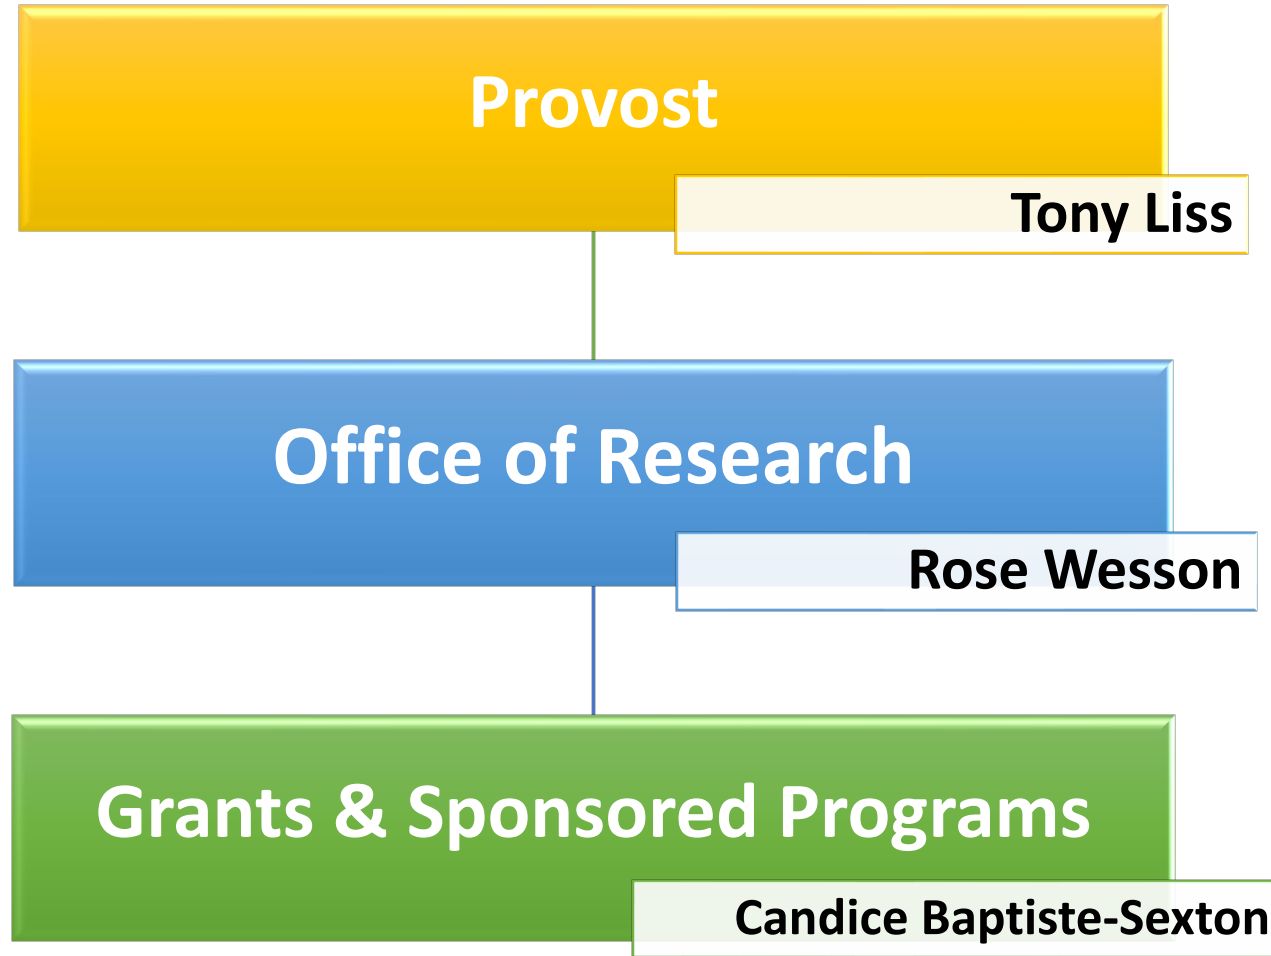 Provost
Tony Liss
Office of Research
Rose Wesson
Grants & Sponsored Programs
Candice Baptiste-Sexton